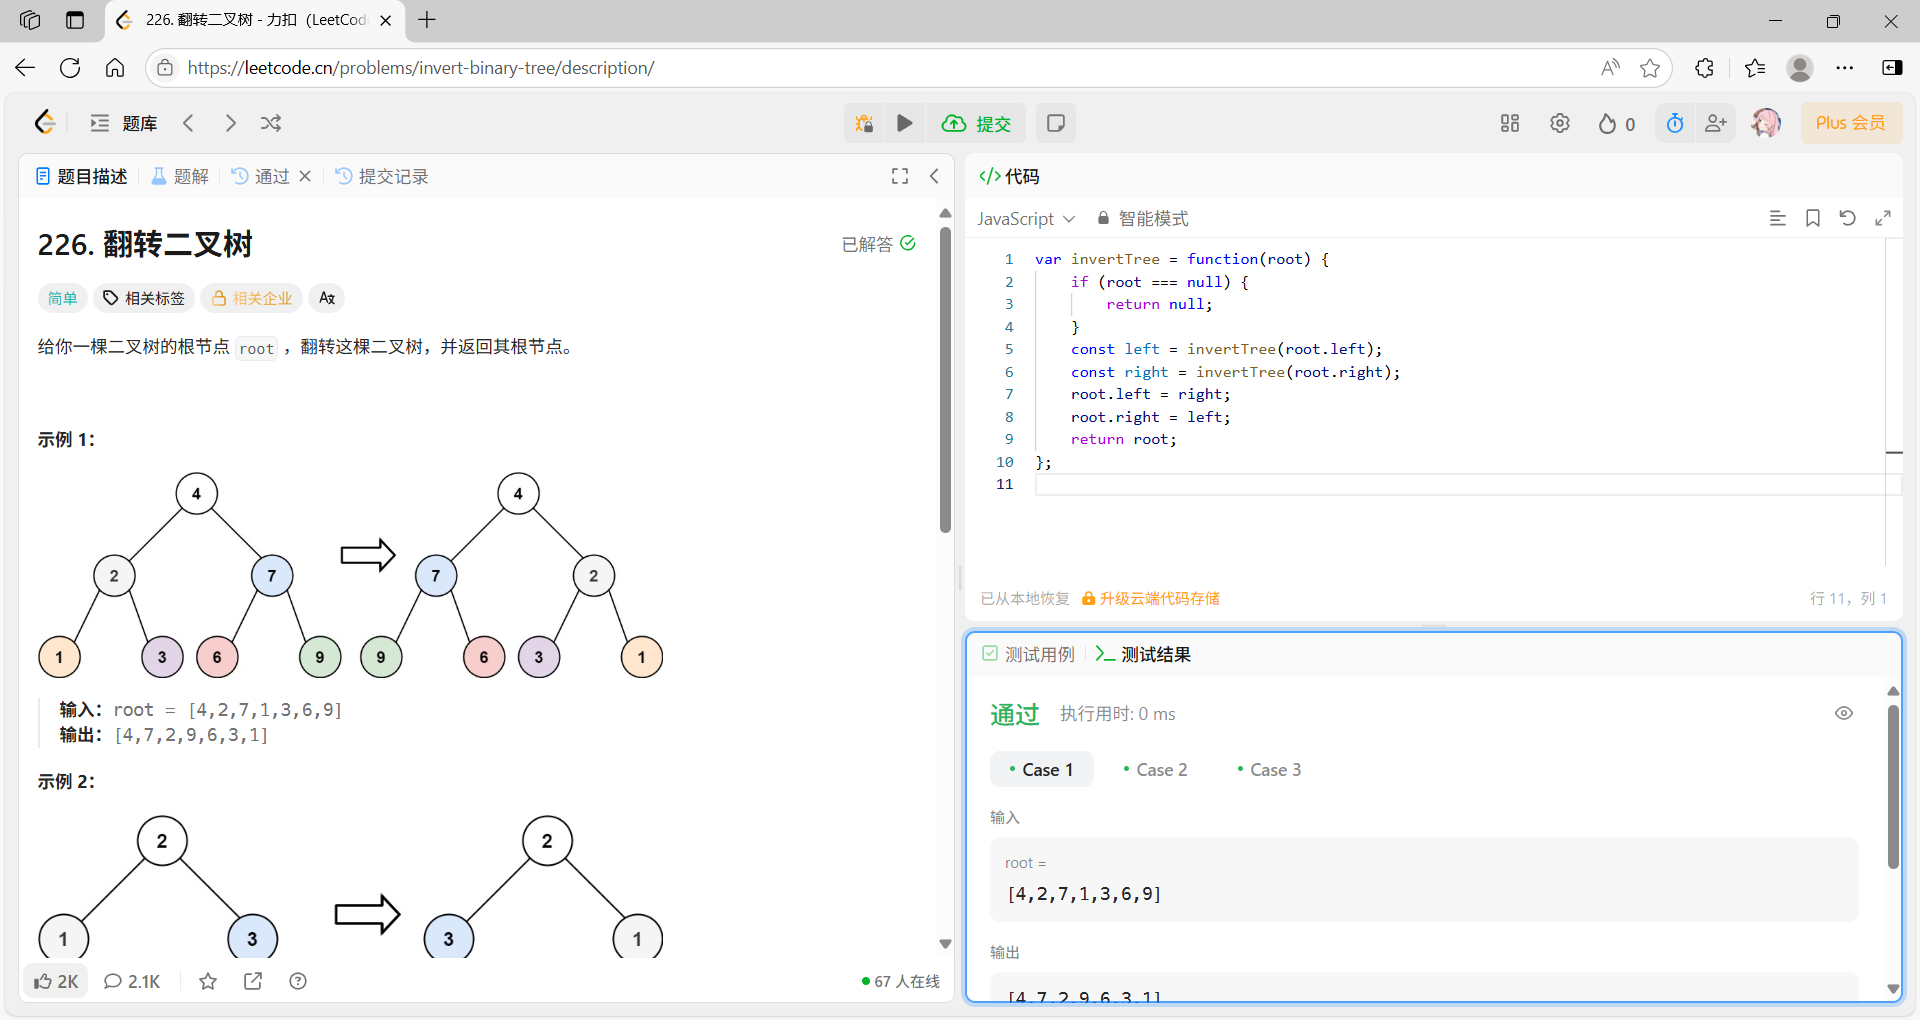 226. 翻转二叉树 - 力扣（LeetCod
https://leetcode.cn/problems/invert-binary-tree/description/
题库
提交
0
Plus 会员
题目描述
题解
通过
提交记录
226. 翻转二叉树
已解答
简单
相关标签
相关企业
给你一棵二叉树的根节点 root ，翻转这棵二叉树，并返回其根节点。
示例 1：
4
2 7
1 3 6 9
4
7 2
9 6 3 1
输入：root = [4,2,7,1,3,6,9]
输出：[4,7,2,9,6,3,1]
示例 2：
2
1 3
2
3 1
2K
2.1K
67 人在线
</> 代码
JavaScript
智能模式
1 var invertTree = function(root) {
2 if (root === null) {
3 return null;
4 }
5 const left = invertTree(root.left);
6 const right = invertTree(root.right);
7 root.left = right;
8 root.right = left;
9 return root;
10 };
11
已从本地恢复
升级云端代码存储
行 11，列 1
测试用例
测试结果
通过
执行用时: 0 ms
Case 1
Case 2
Case 3
输入
root =
[4,2,7,1,3,6,9]
输出
[4,7,2,9,6,3,1]